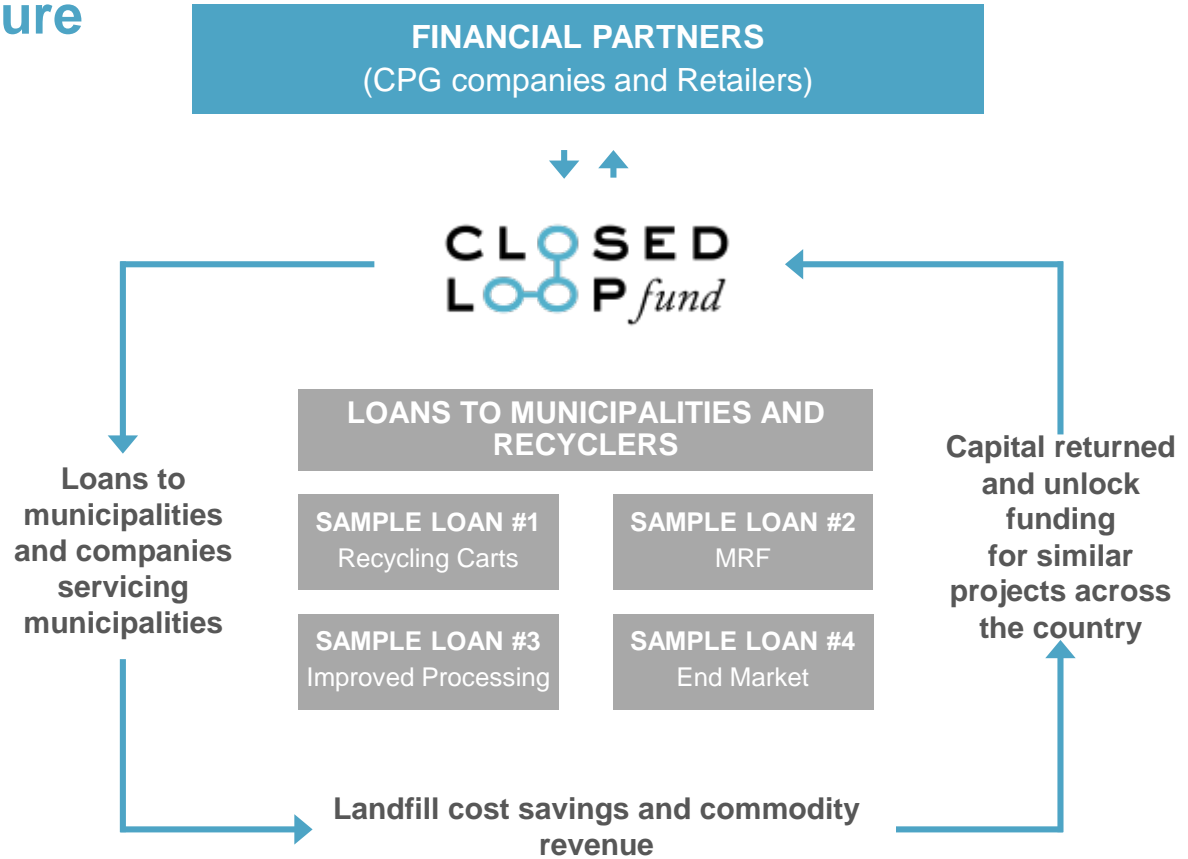 ure
FINANCIAL PARTNERS
(CPG companies and Retailers)
CLOSED
LOOP fund
LOANS TO MUNICIPALITIES AND
RECYCLERS
Loans to
municipalities
and companies
servicing
municipalities
SAMPLE LOAN #1
Recycling Carts
SAMPLE LOAN #2
MRF
SAMPLE LOAN #3
Improved Processing
SAMPLE LOAN #4
End Market
Capital returned
and unlock
funding
for similar
projects across
the country
Landfill cost savings and commodity
revenue